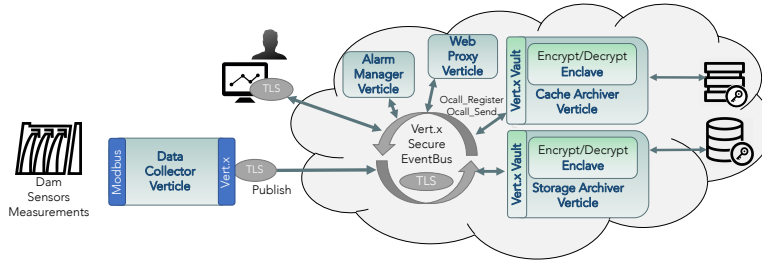 TLS
Alarm
Manager
Verticle
Web
Proxy
Verticle
Ocall_Register
Ocall_Send
Vert.x Vault
Encrypt/Decrypt
Enclave
Cache Archiver
Verticle
Vert.x
Secure
EventBus
TLS
Vert.x Vault
Encrypt/Decrypt
Enclave
Storage Archiver
Verticle
Dam
Sensors
Measurements
Modbus
Data
Collector
Verticle
Vert.x
TLS
Publish